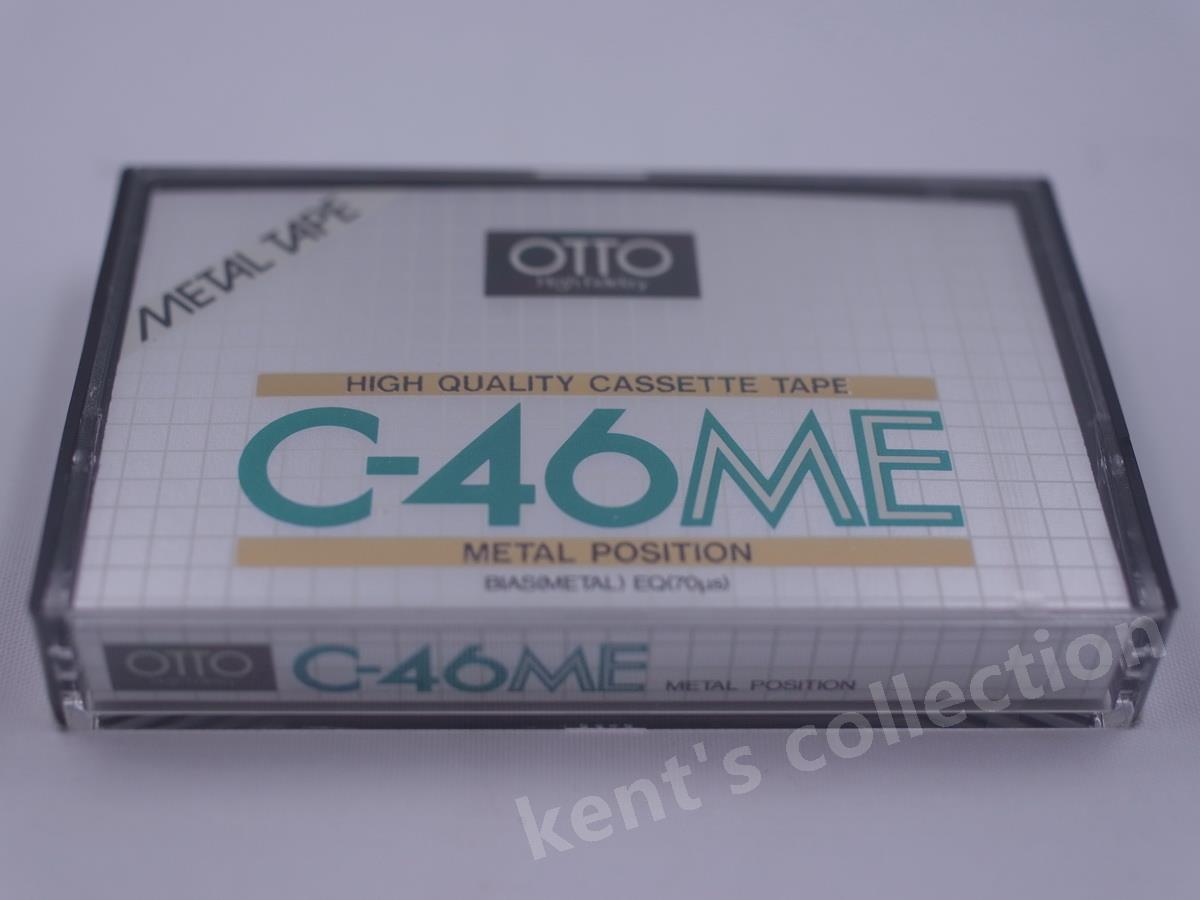 METAL TAPE
OTTO
High Fidelity
HIGH QUALITY CASSETTE TAPE
C-46ME
METAL POSITION
BIAS(METAL) EQ(70μs)
OTTO
C-46ME
METAL POSITION
kent's collection